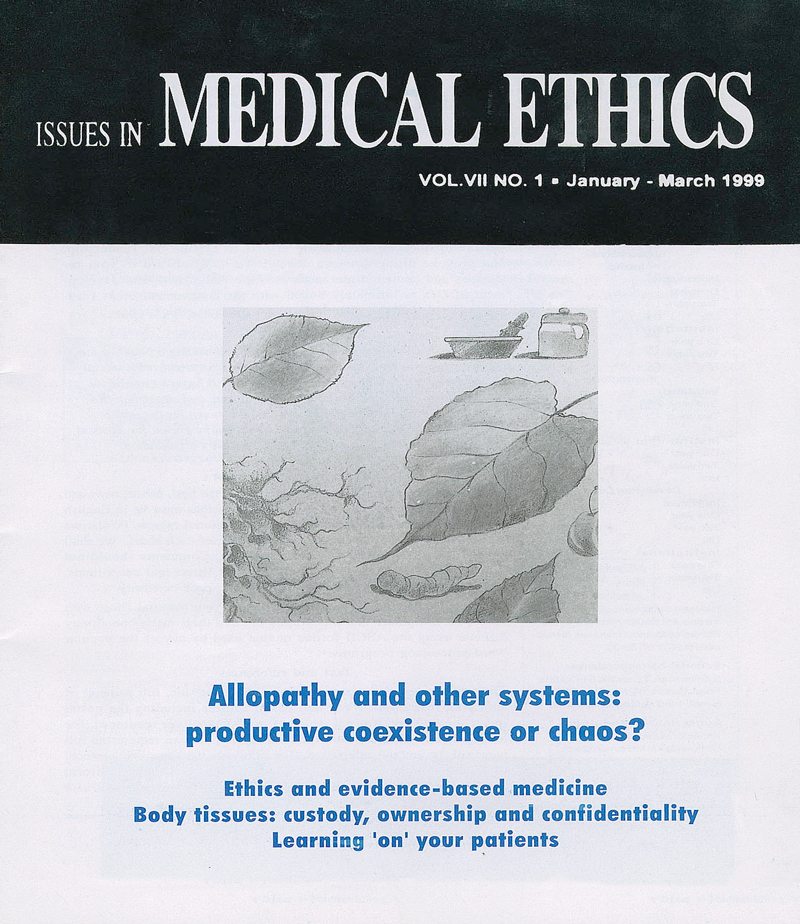 ISSUES IN MEDICAL ETHICS
VOL.VII NO. 1 ▪ January - March 1999
Allopathy and other systems:
productive coexistence or chaos?
Ethics and evidence-based medicine
Body tissues: custody, ownership and confidentiality
Learning 'on' your patients